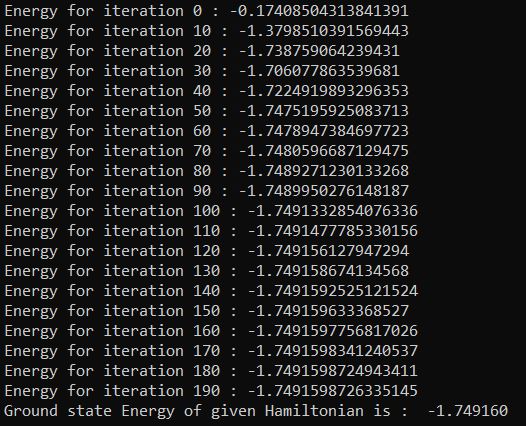 Energy for iteration 0 : -0.17408504313841391
Energy for iteration 10 : -1.3798510391569443
Energy for iteration 20 : -1.738759064239431
Energy for iteration 30 : -1.706077863539681
Energy for iteration 40 : -1.7224919893296353
Energy for iteration 50 : -1.7475195925083713
Energy for iteration 60 : -1.7478947384697723
Energy for iteration 70 : -1.7480596687129475
Energy for iteration 80 : -1.7489271230133268
Energy for iteration 90 : -1.7489950276148187
Energy for iteration 100 : -1.7491332854076336
Energy for iteration 110 : -1.7491477785330156
Energy for iteration 120 : -1.749156127947294
Energy for iteration 130 : -1.749158674134568
Energy for iteration 140 : -1.7491592525121524
Energy for iteration 150 : -1.749159633368527
Energy for iteration 160 : -1.7491597756817026
Energy for iteration 170 : -1.7491598341240537
Energy for iteration 180 : -1.7491598724943411
Energy for iteration 190 : -1.7491598726335145
Ground state Energy of given Hamiltonian is :  -1.749160